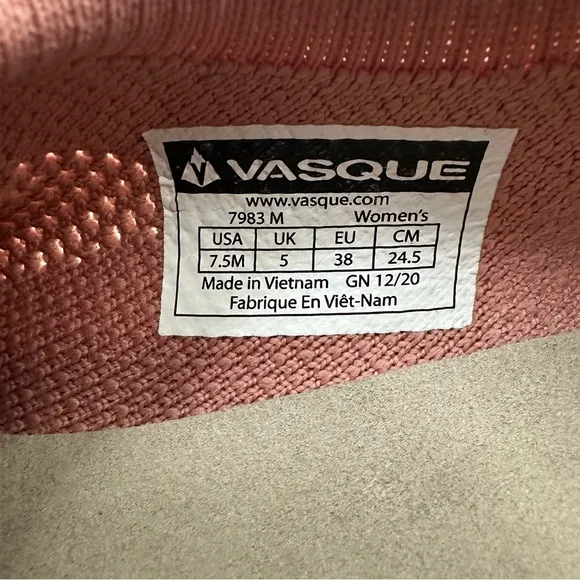 VASQUE
www.vasque.com
7983 M Women's
USA UK EU CM
7.5M 5 38 24.5
Made in Vietnam GN 12/20
Fabrique En Viêt-Nam